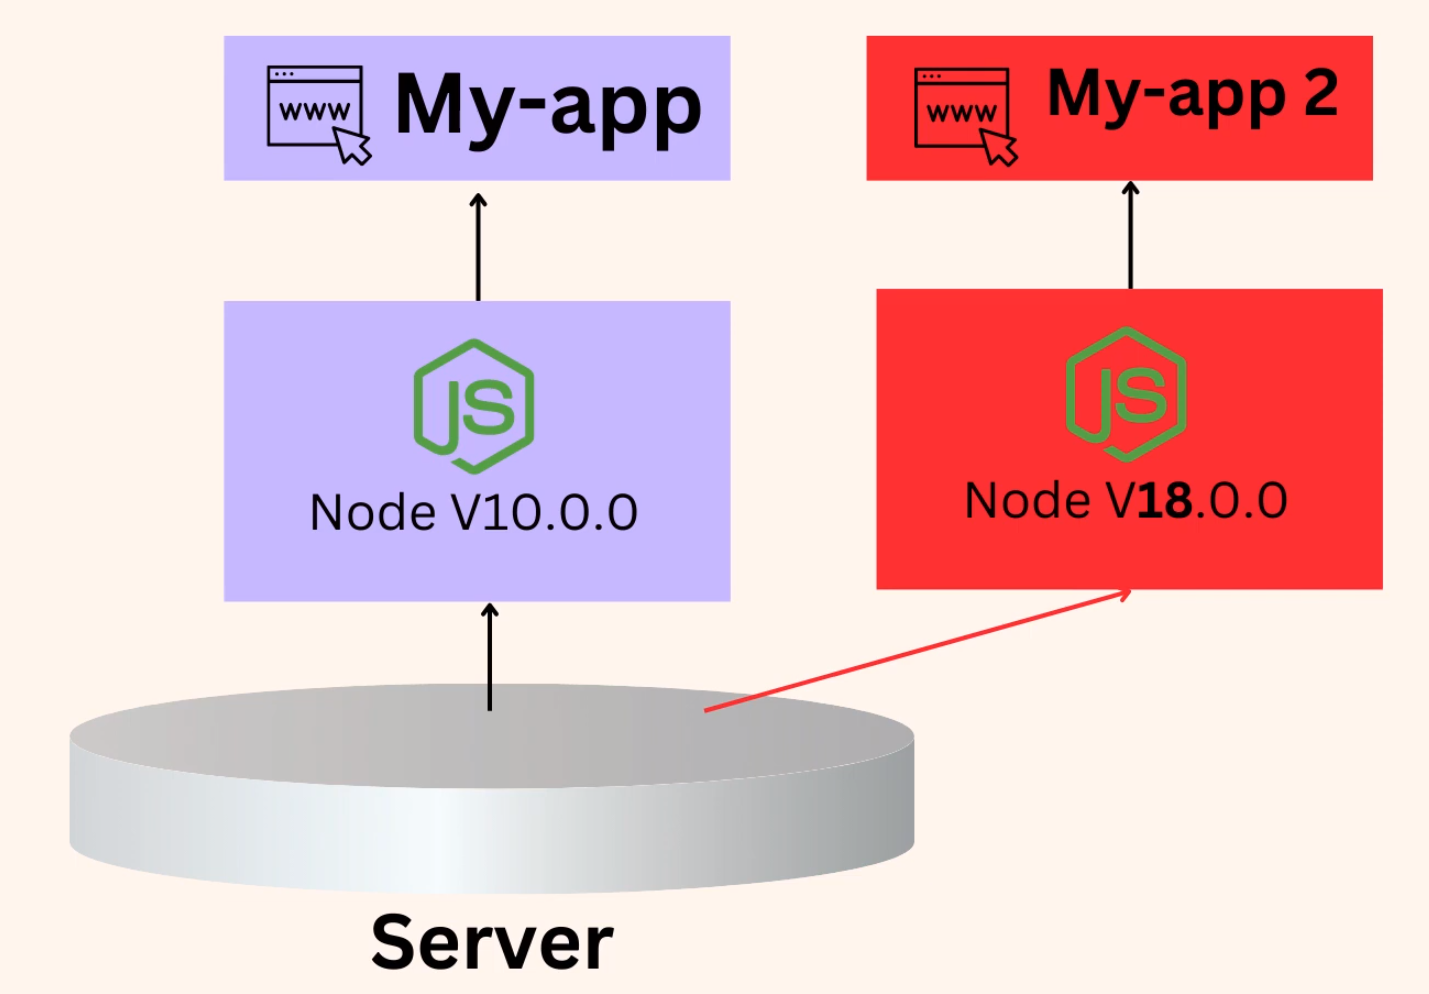 www My-app
www My-app 2
JS
Node V10.0.0
JS
Node V18.0.0
Server